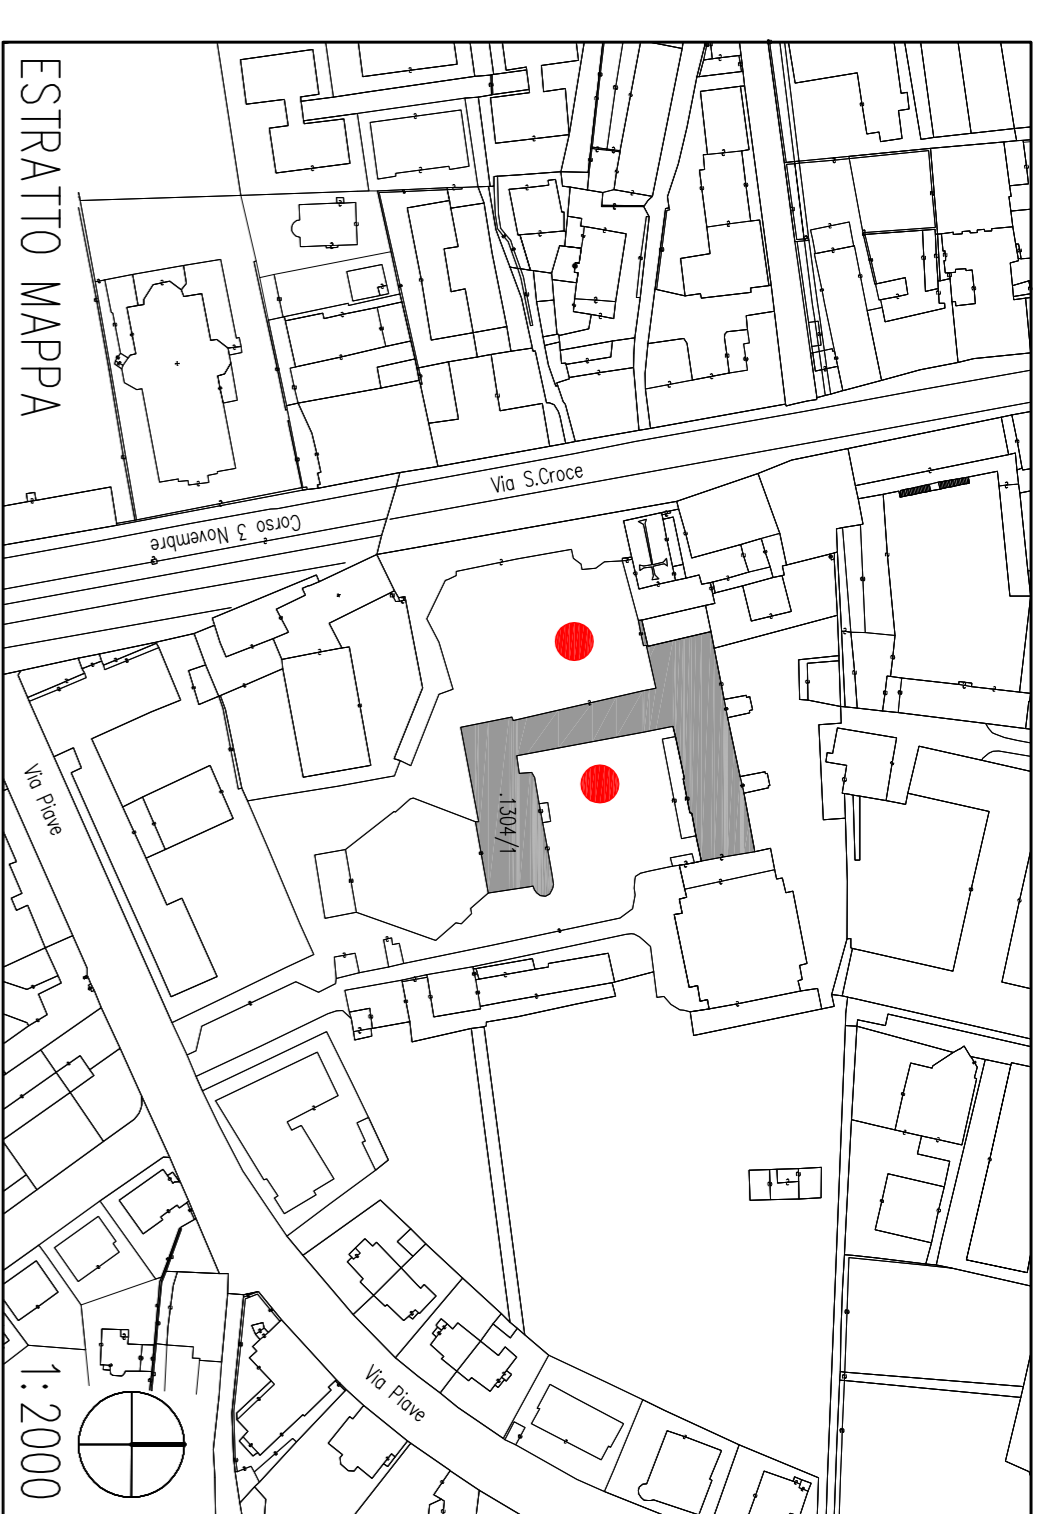 ESTRATTO MAPPA
1:2000
Via S.Croce
Corso 3 Novembre
.1304/1
Via Piave
Via Piave